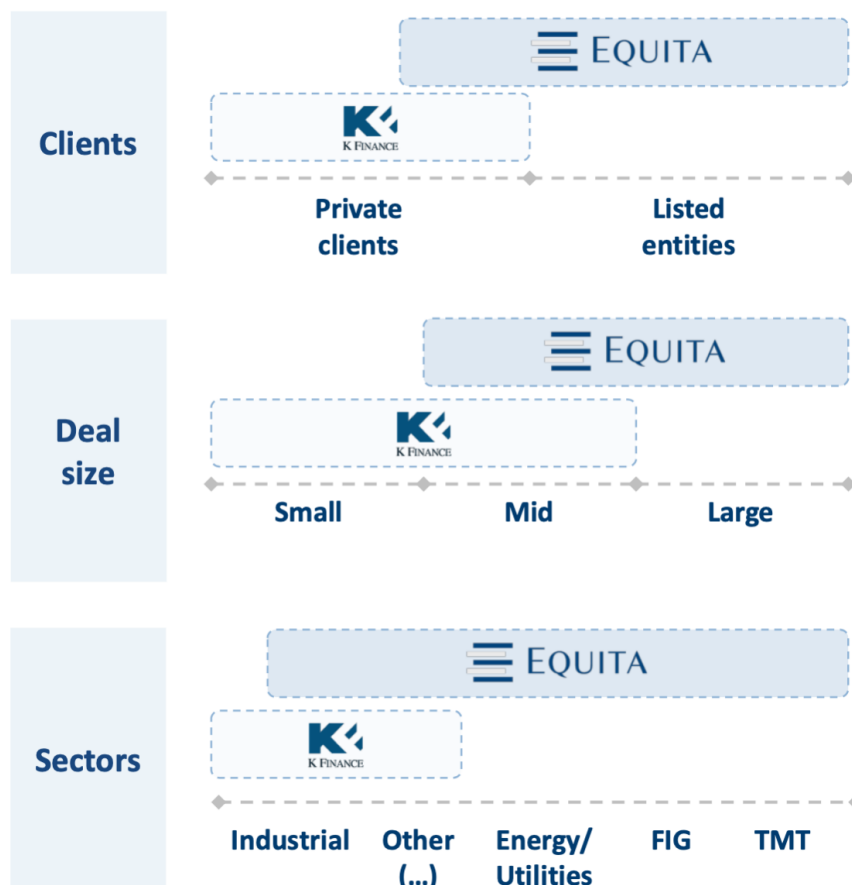 EQUITA
Clients
K FINANCE
Private
clients
Listed
entities
EQUITA
Deal
size
K FINANCE
Small
Mid
Large
EQUITA
Sectors
K FINANCE
Industrial
Other
(...)
Energy/
Utilities
FIG
TMT